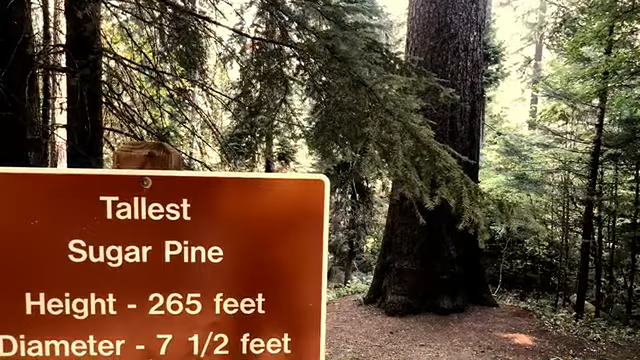 Tallest
Sugar Pine
Height - 265 feet
Diameter - 7 1/2 feet